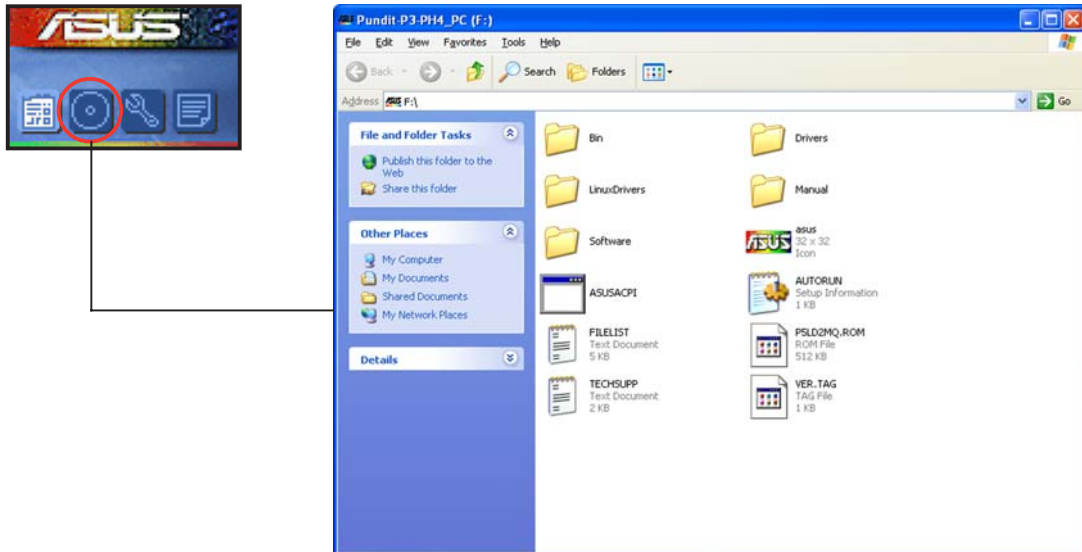 ASUS
Pundit-P3-PH4_PC (F:)
File Edit View Favorites Tools Help
Back Search Folders
Address F:\ Go
File and Folder Tasks
Publish this folder to the
Web
Share this folder
Other Places
My Computer
My Documents
Shared Documents
My Network Places
Details
Bin
Drivers
LinuxDrivers
Manual
Software
ASUS
asus
32 x 32
Icon
ASUSACPI
AUTORUN
Setup Information
1 KB
FILELIST
Text Document
5 KB
P5LD2MQ.ROM
ROM File
512 KB
TECHSUPP
Text Document
2 KB
VER.TAG
TAG File
1 KB